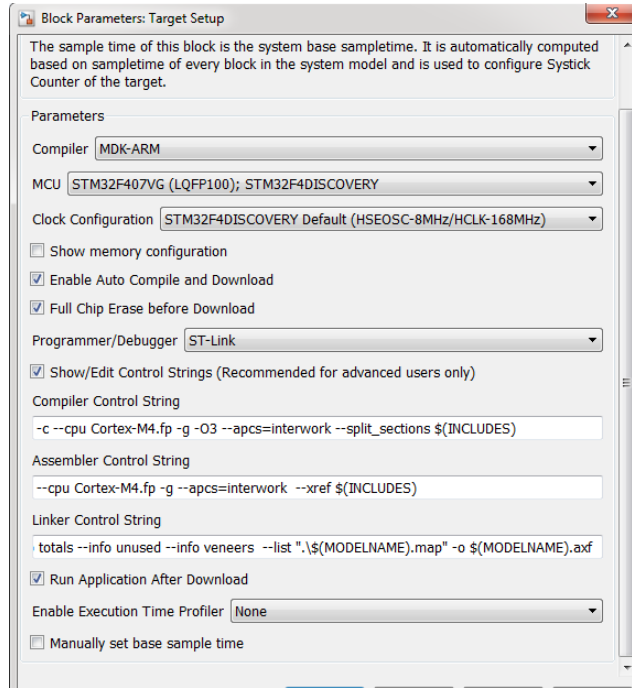 Block Parameters: Target Setup
The sample time of this block is the system base sampletime. It is automatically computed
based on sampletime of every block in the system model and is used to configure Systick
Counter of the target.
Parameters
Compiler MDK-ARM
MCU STM32F407VG (LQFP100); STM32F4DISCOVERY
Clock Configuration STM32F4DISCOVERY Default (HSEOSC-8MHz/HCLK-168MHz)
Show memory configuration
Enable Auto Compile and Download
Full Chip Erase before Download
Programmer/Debugger ST-Link
Show/Edit Control Strings (Recommended for advanced users only)
Compiler Control String
-c --cpu Cortex-M4.fp -g -O3 --apcs=interwork --split_sections $(INCLUDES)
Assembler Control String
--cpu Cortex-M4.fp -g --apcs=interwork --xref $(INCLUDES)
Linker Control String
totals --info unused --info veneers --list ".\$(MODELNAME).map" -o $(MODELNAME).axf
Run Application After Download
Enable Execution Time Profiler None
Manually set base sample time